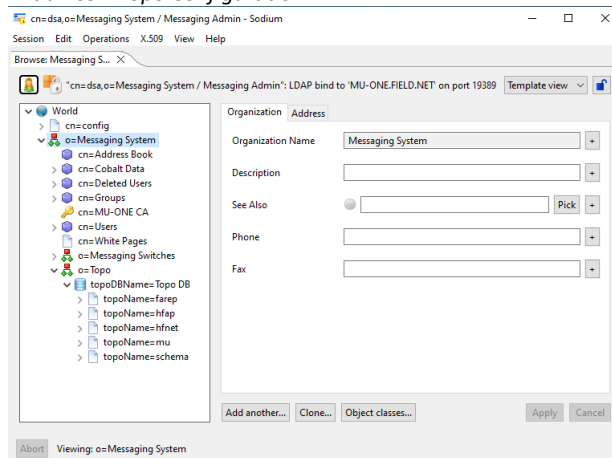 cn=dsa,o=Messaging System / Messaging Admin - Sodium
Session Edit Operations X.509 View Help
Browse: Messaging S...
"cn=dsa,o=Messaging System / Messaging Admin": LDAP bind to 'MU-ONE.FIELD.NET' on port 19389 Template view
World
cn=config
o=Messaging System
cn=Address Book
cn=Cobalt Data
cn=Deleted Users
cn=Groups
cn=MU-ONE CA
cn=Users
cn=White Pages
o=Messaging Switches
o=Topo
topoDBName=Topo DB
topoName=farep
topoName=hfap
topoName=hfnet
topoName=mu
topoName=schema
Organization Address
Organization Name Messaging System +
Description +
See Also Pick +
Phone +
Fax +
Add another... Clone... Object classes... Apply Cancel
Abort Viewing: o=Messaging System